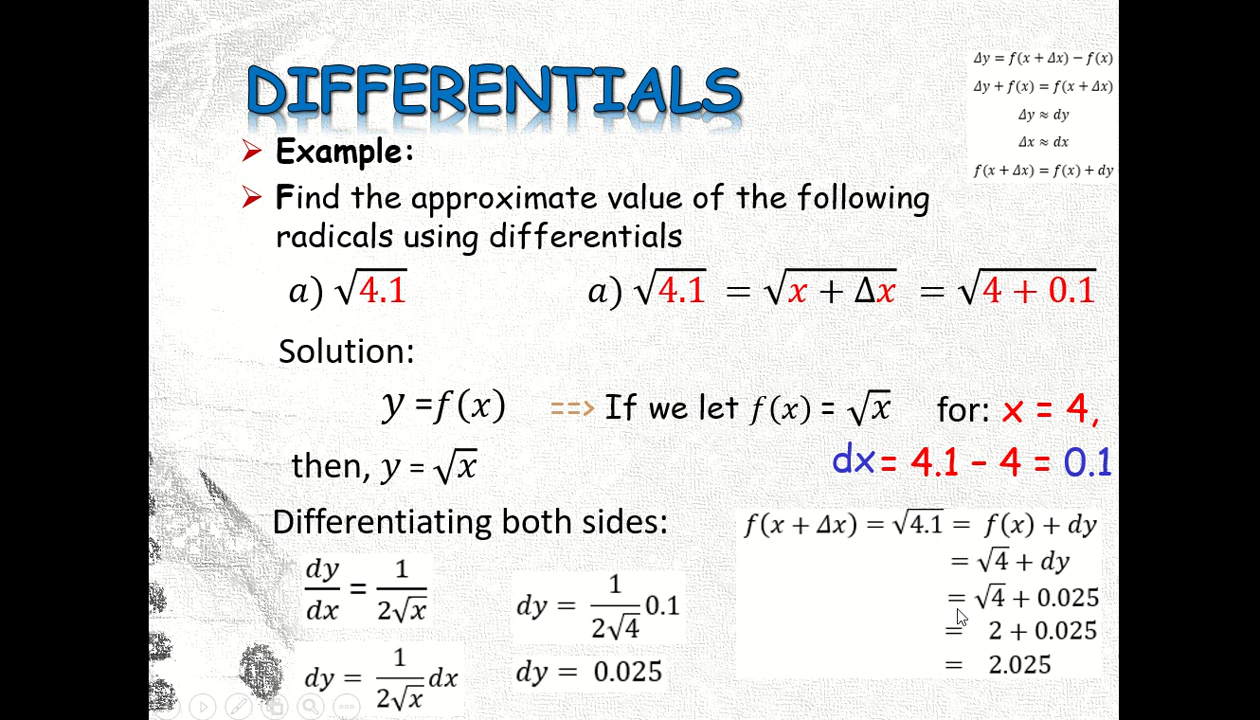 DIFFERENTIALS
Δy = f(x + Δx) − f(x)
Δy + f(x) = f(x + Δx)
Δy ≈ dy
Δx ≈ dx
f(x + Δx) = f(x) + dy
➢ Example:
➢ Find the approximate value of the following
radicals using differentials
a) √4.1
a) √4.1 = √(x + Δx) = √(4 + 0.1)
Solution:
y =f(x) ==> If we let f(x) = √x for: x = 4,
then, y = √x
dx= 4.1 - 4 = 0.1
Differentiating both sides:
dy/dx = 1/(2√x)
dy = 1/(2√x) dx
dy = 1/(2√4) 0.1
dy = 0.025
f(x + Δx) = √4.1 = f(x) + dy
= √4 + dy
= √4 + 0.025
= 2 + 0.025
= 2.025